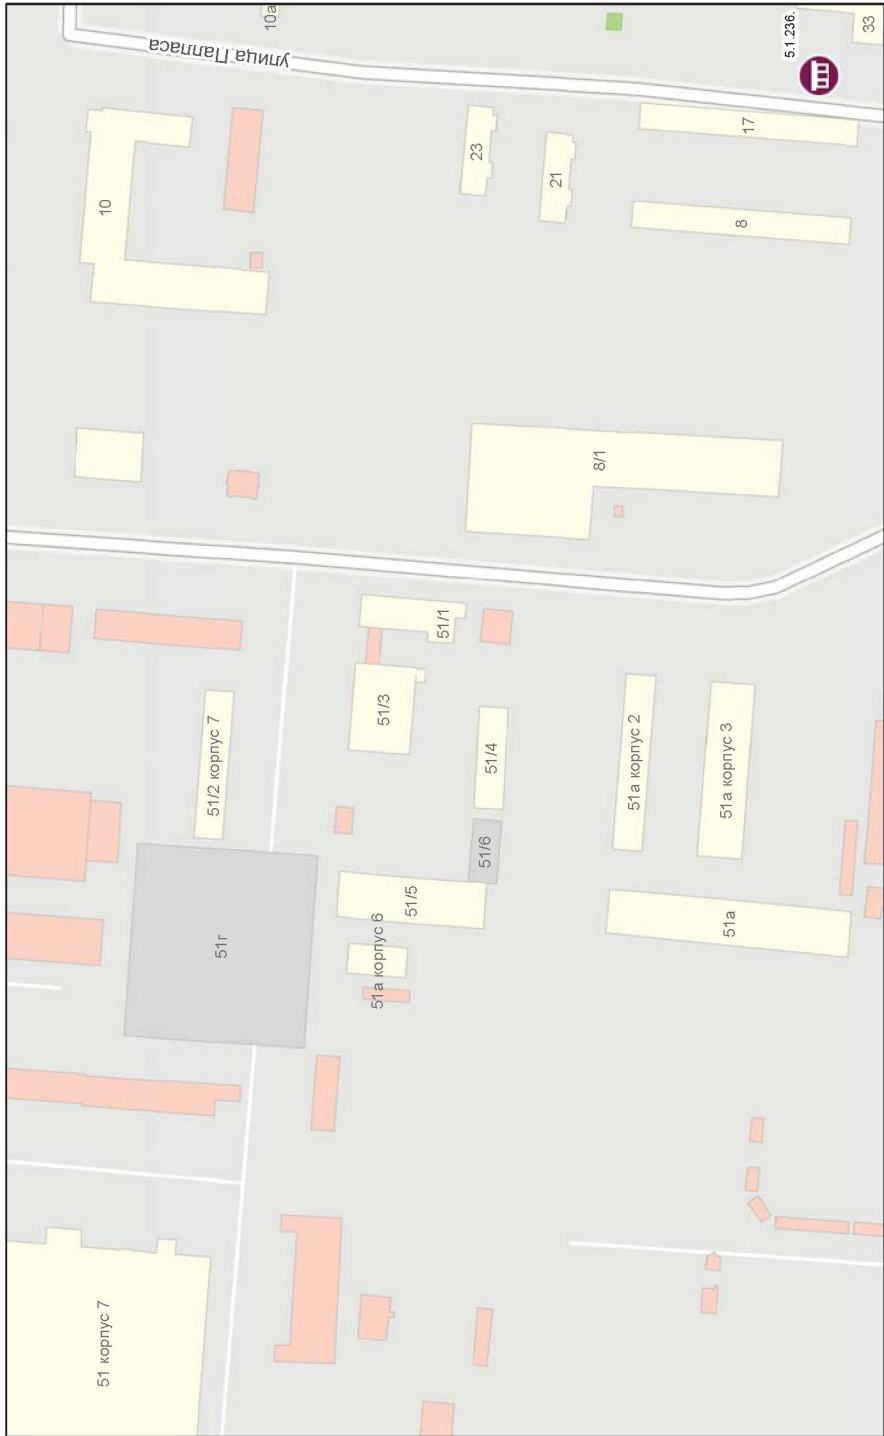 10а
улица Палласа
5.1.236.
33
17
23
21
10
8
8/1
51/1
51/3
51/2 корпус 7
51/4
51а корпус 2
51а корпус 3
51/6
51/5
51а
51г
51а корпус 6
51 корпус 7